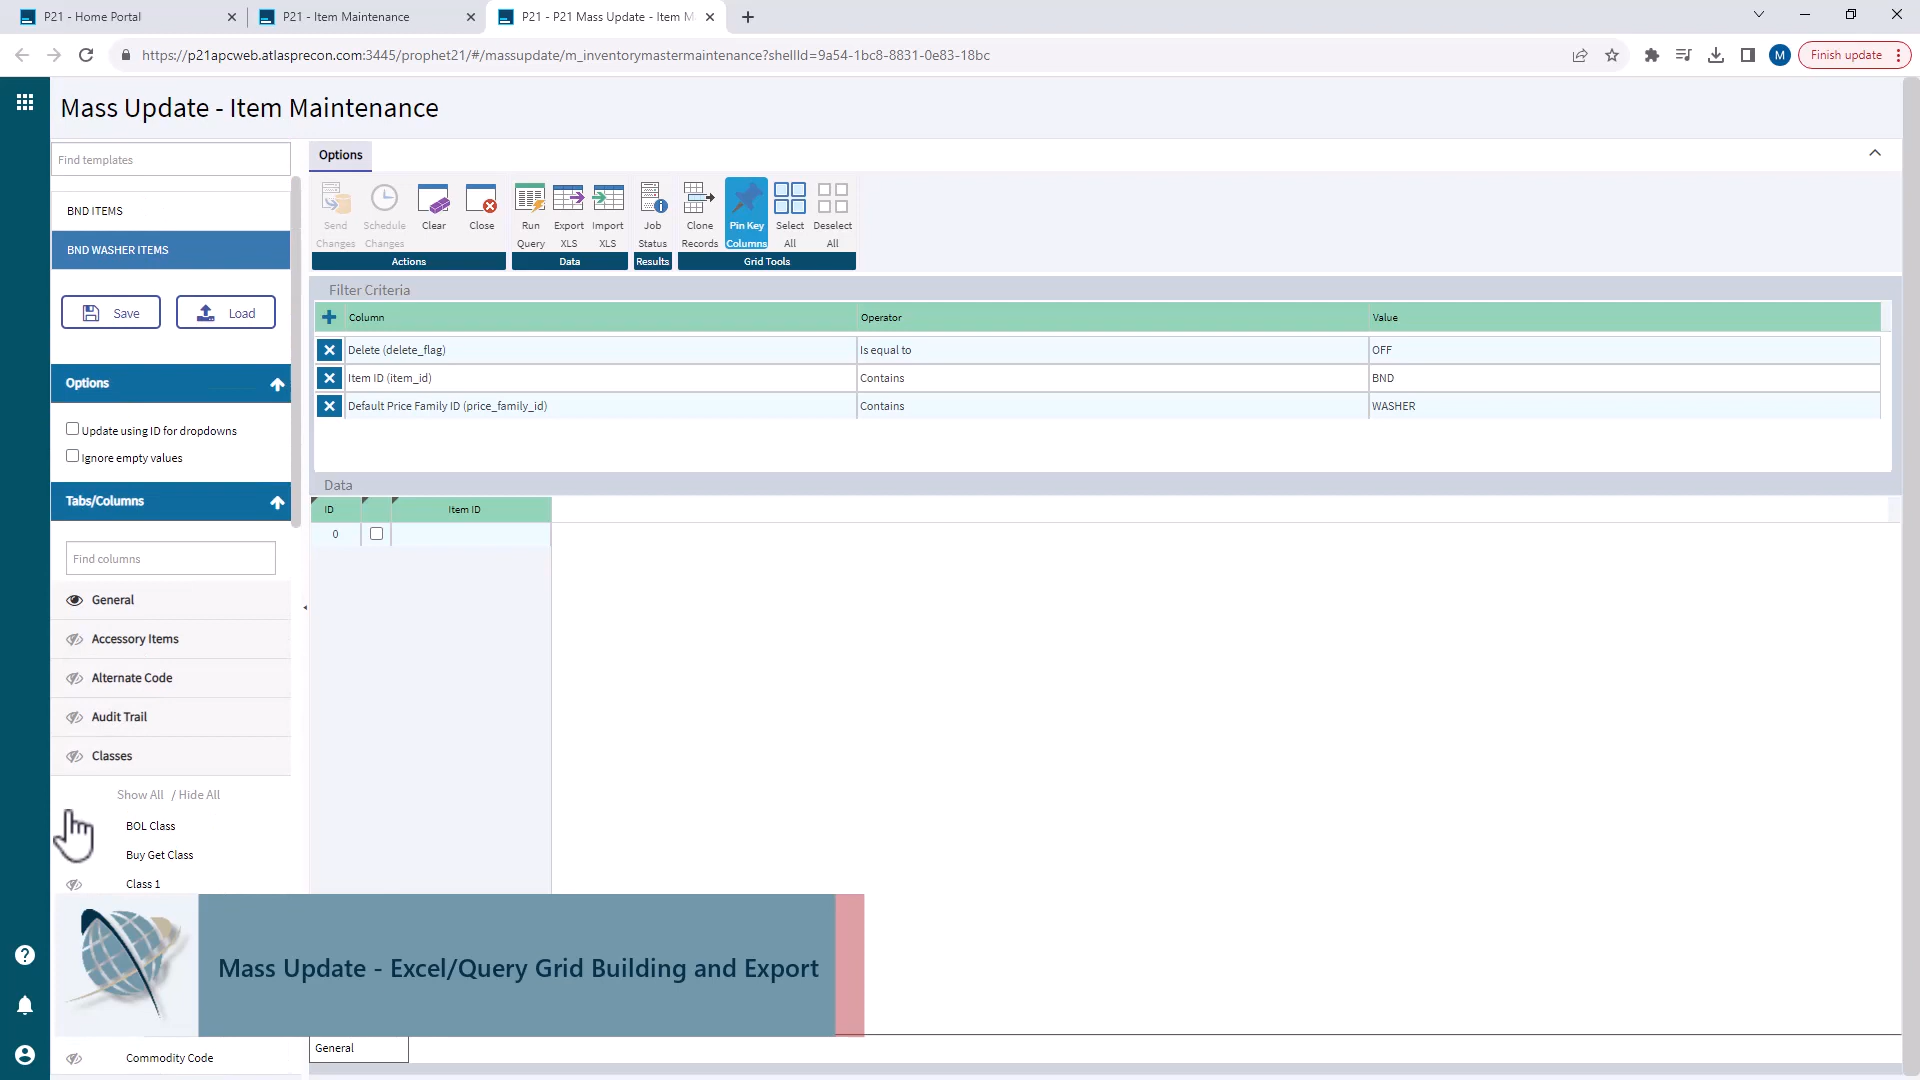 P21 - Home Portal
P21 - Item Maintenance
P21 - P21 Mass Update - Item M
https://p21apcweb.atlasprecon.com:3445/prophet21/#/massupdate/m_inventorymastermaintenance?shellId=9a54-1bc8-8831-0e83-18bc
M
Finish update
Mass Update - Item Maintenance
Find templates
BND ITEMS
BND WASHER ITEMS
Save
Load
Options
Update using ID for dropdowns
Ignore empty values
Tabs/Columns
Find columns
General
Accessory Items
Alternate Code
Audit Trail
Classes
Show All / Hide All
BOL Class
Buy Get Class
Class 1
Commodity Code
Options
Send Changes
Schedule Changes
Clear
Close
Actions
Run Query
Export XLS
Import XLS
Data
Job Status
Results
Clone Records
Pin Key Columns
Select All
Deselect All
Grid Tools
Filter Criteria
Column Operator Value
Delete (delete_flag) Is equal to OFF
Item ID (item_id) Contains BND
Default Price Family ID (price_family_id) Contains WASHER
Data
ID Item ID
0
Mass Update - Excel/Query Grid Building and Export
General